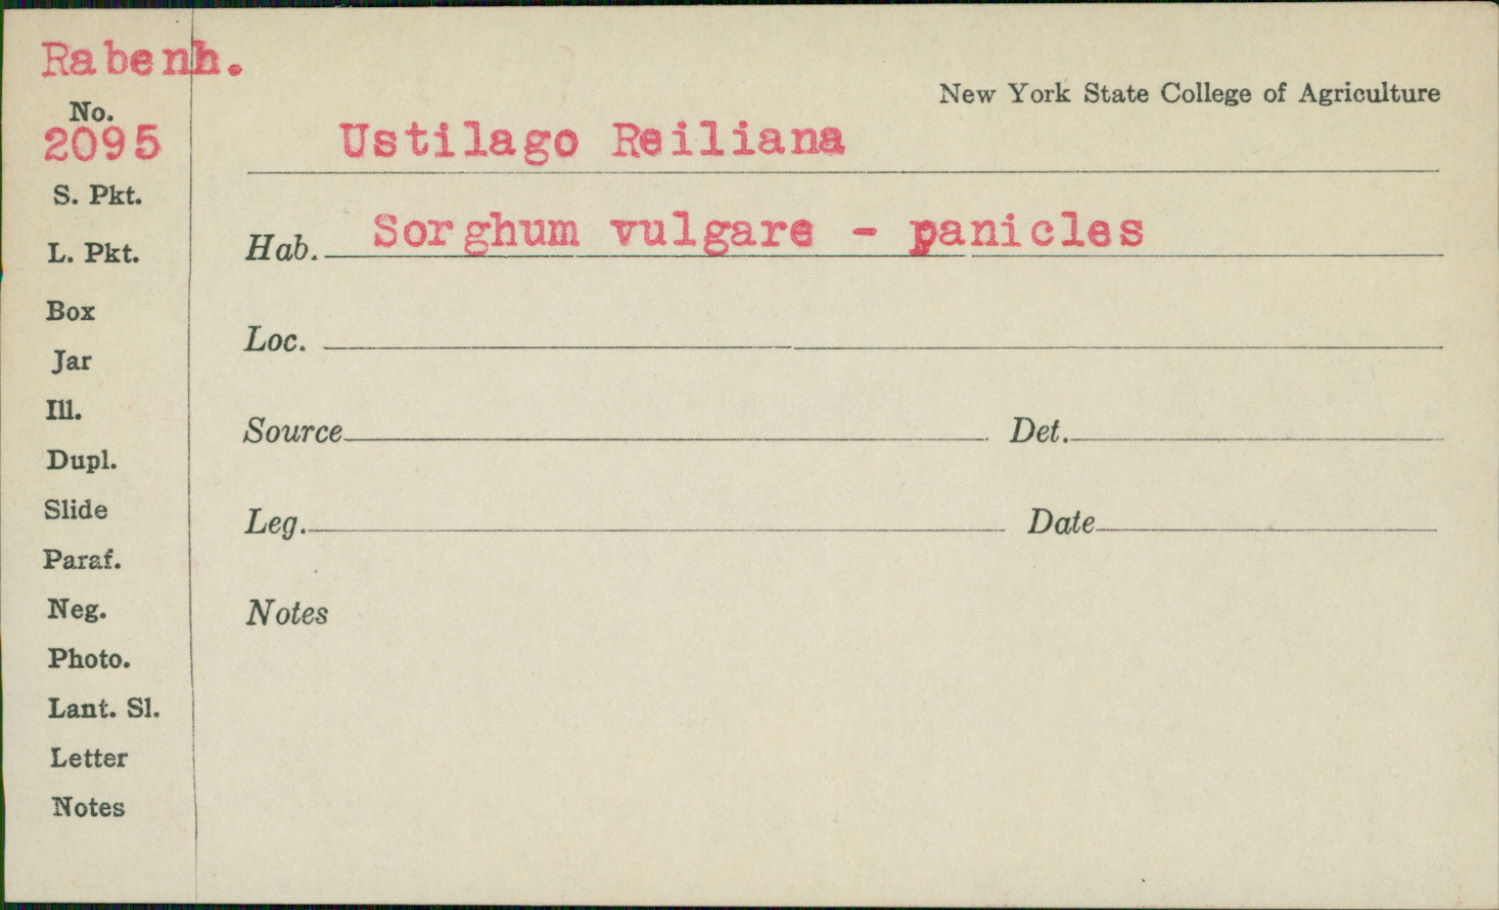 Rabenh.
No.
2095
S. Pkt.
L. Pkt.
Box
Jar
Ill.
Dupl.
Slide
Paraf.
Neg.
Photo.
Lant. Sl.
Letter
Notes
New York State College of Agriculture
Ustilago Reiliana
Hab. Sorghum vulgare - panicles
Loc.
Source Det.
Leg. Date
Notes